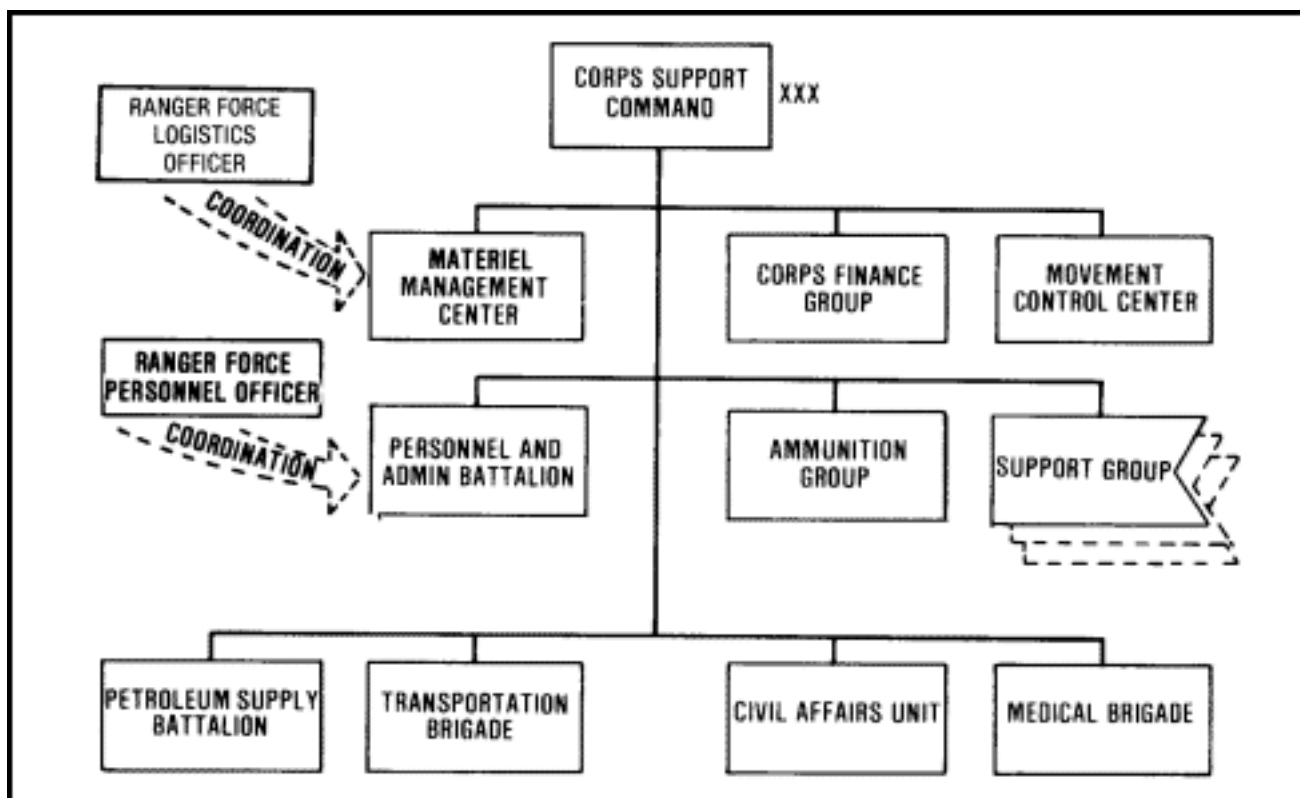 CORPS SUPPORT
COMMAND
XXX
RANGER FORCE
LOGISTICS
OFFICER
COORDINATION
MATERIEL
MANAGEMENT
CENTER
CORPS FINANCE
GROUP
MOVEMENT
CONTROL CENTER
RANGER FORCE
PERSONNEL OFFICER
COORDINATION
PERSONNEL AND
ADMIN BATTALION
AMMUNITION
GROUP
SUPPORT GROUP
PETROLEUM SUPPLY
BATTALION
TRANSPORTATION
BRIGADE
CIVIL AFFAIRS UNIT
MEDICAL BRIGADE